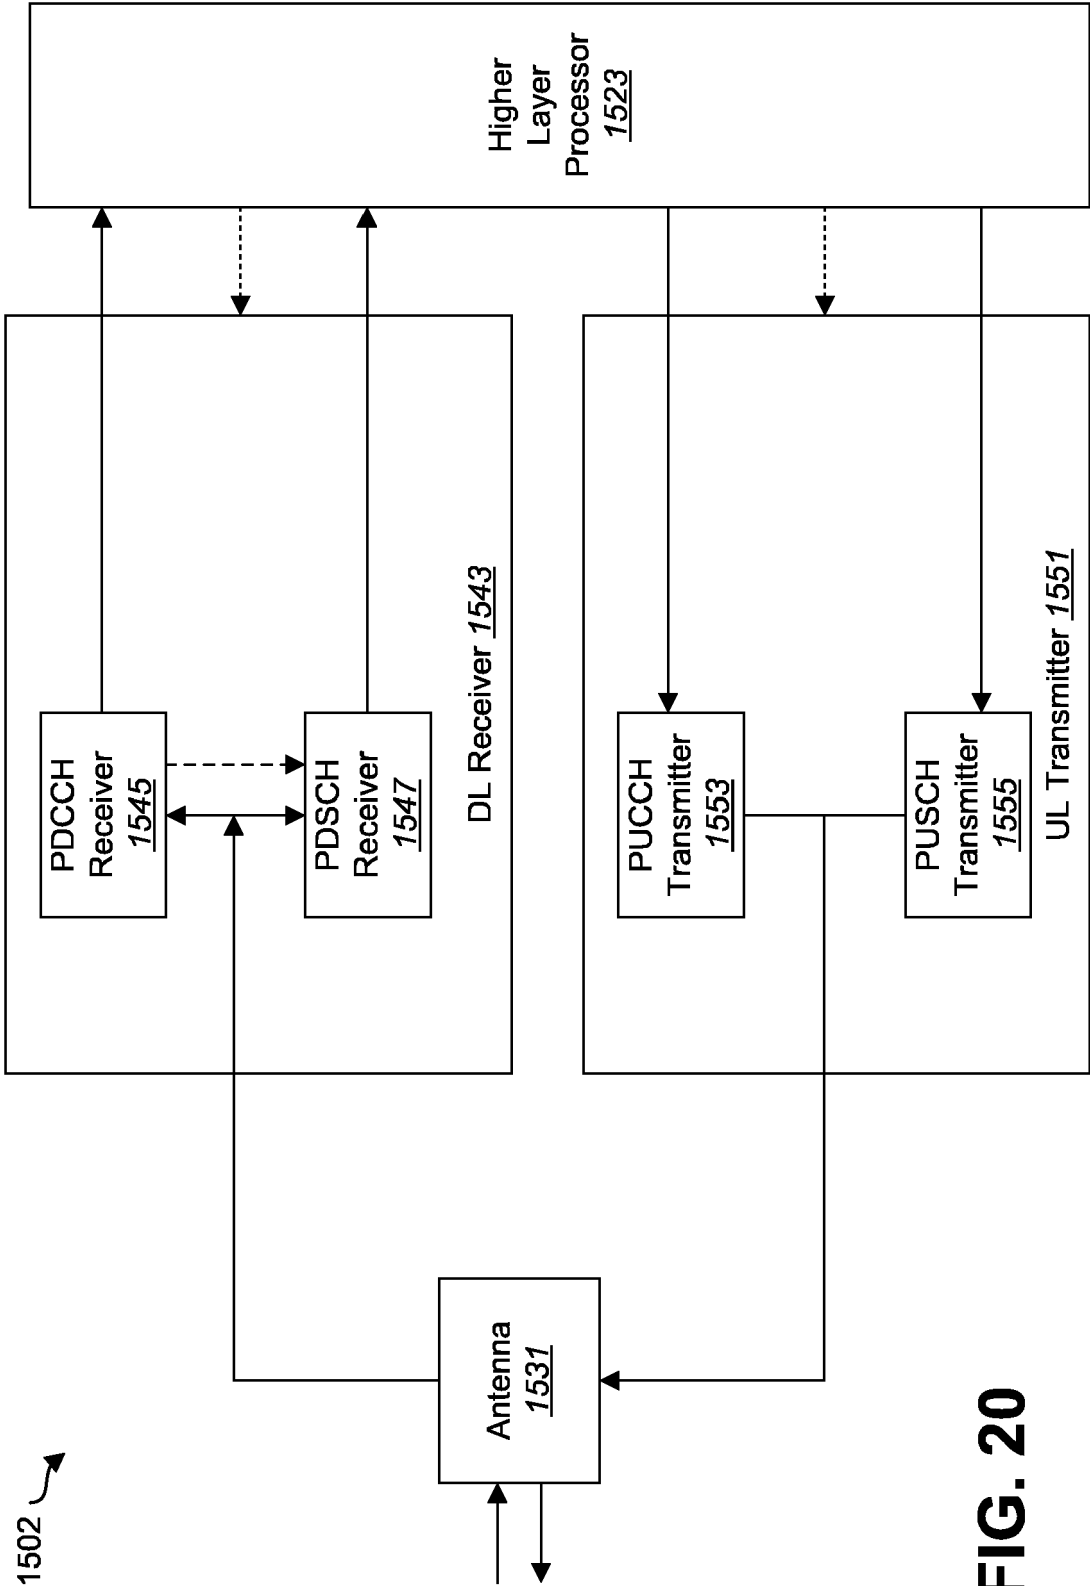 1502
Antenna
1531
PDCCH
Receiver
1545
PDSCH
Receiver
1547
DL Receiver 1543
PUCCH
Transmitter
1553
PUSCH
Transmitter
1555
UL Transmitter 1551
Higher
Layer
Processor
1523
FIG. 20